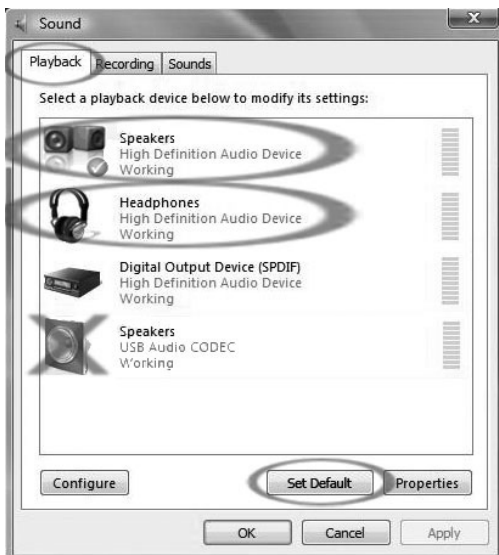 Sound
Playback Recording Sounds
Select a playback device below to modify its settings:
Speakers
High Definition Audio Device
Working
Headphones
High Definition Audio Device
Working
Digital Output Device (SPDIF)
High Definition Audio Device
Working
Speakers
USB Audio CODEC
Working
Configure Set Default Properties
OK Cancel Apply